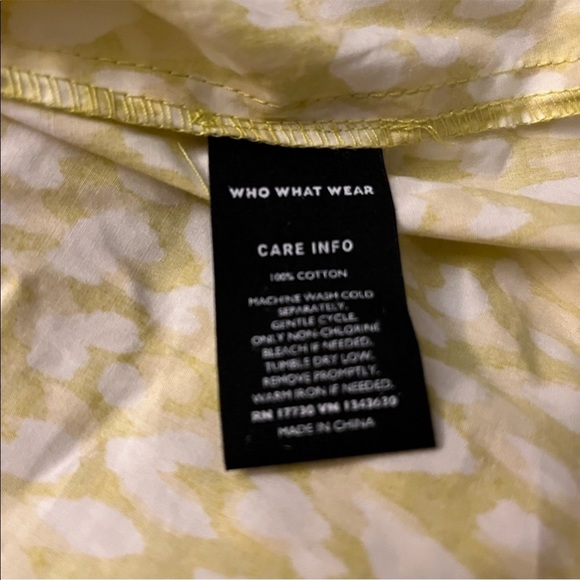 WHO WHAT WEAR
CARE INFO
100% COTTON
MACHINE WASH COLD
SEPARATELY.
GENTLE CYCLE.
ONLY NON-CHLORINE
BLEACH IF NEEDED.
TUMBLE DRY LOW.
REMOVE PROMPTLY.
WARM IRON IF NEEDED.
RN 17730 VN 1343630
MADE IN CHINA